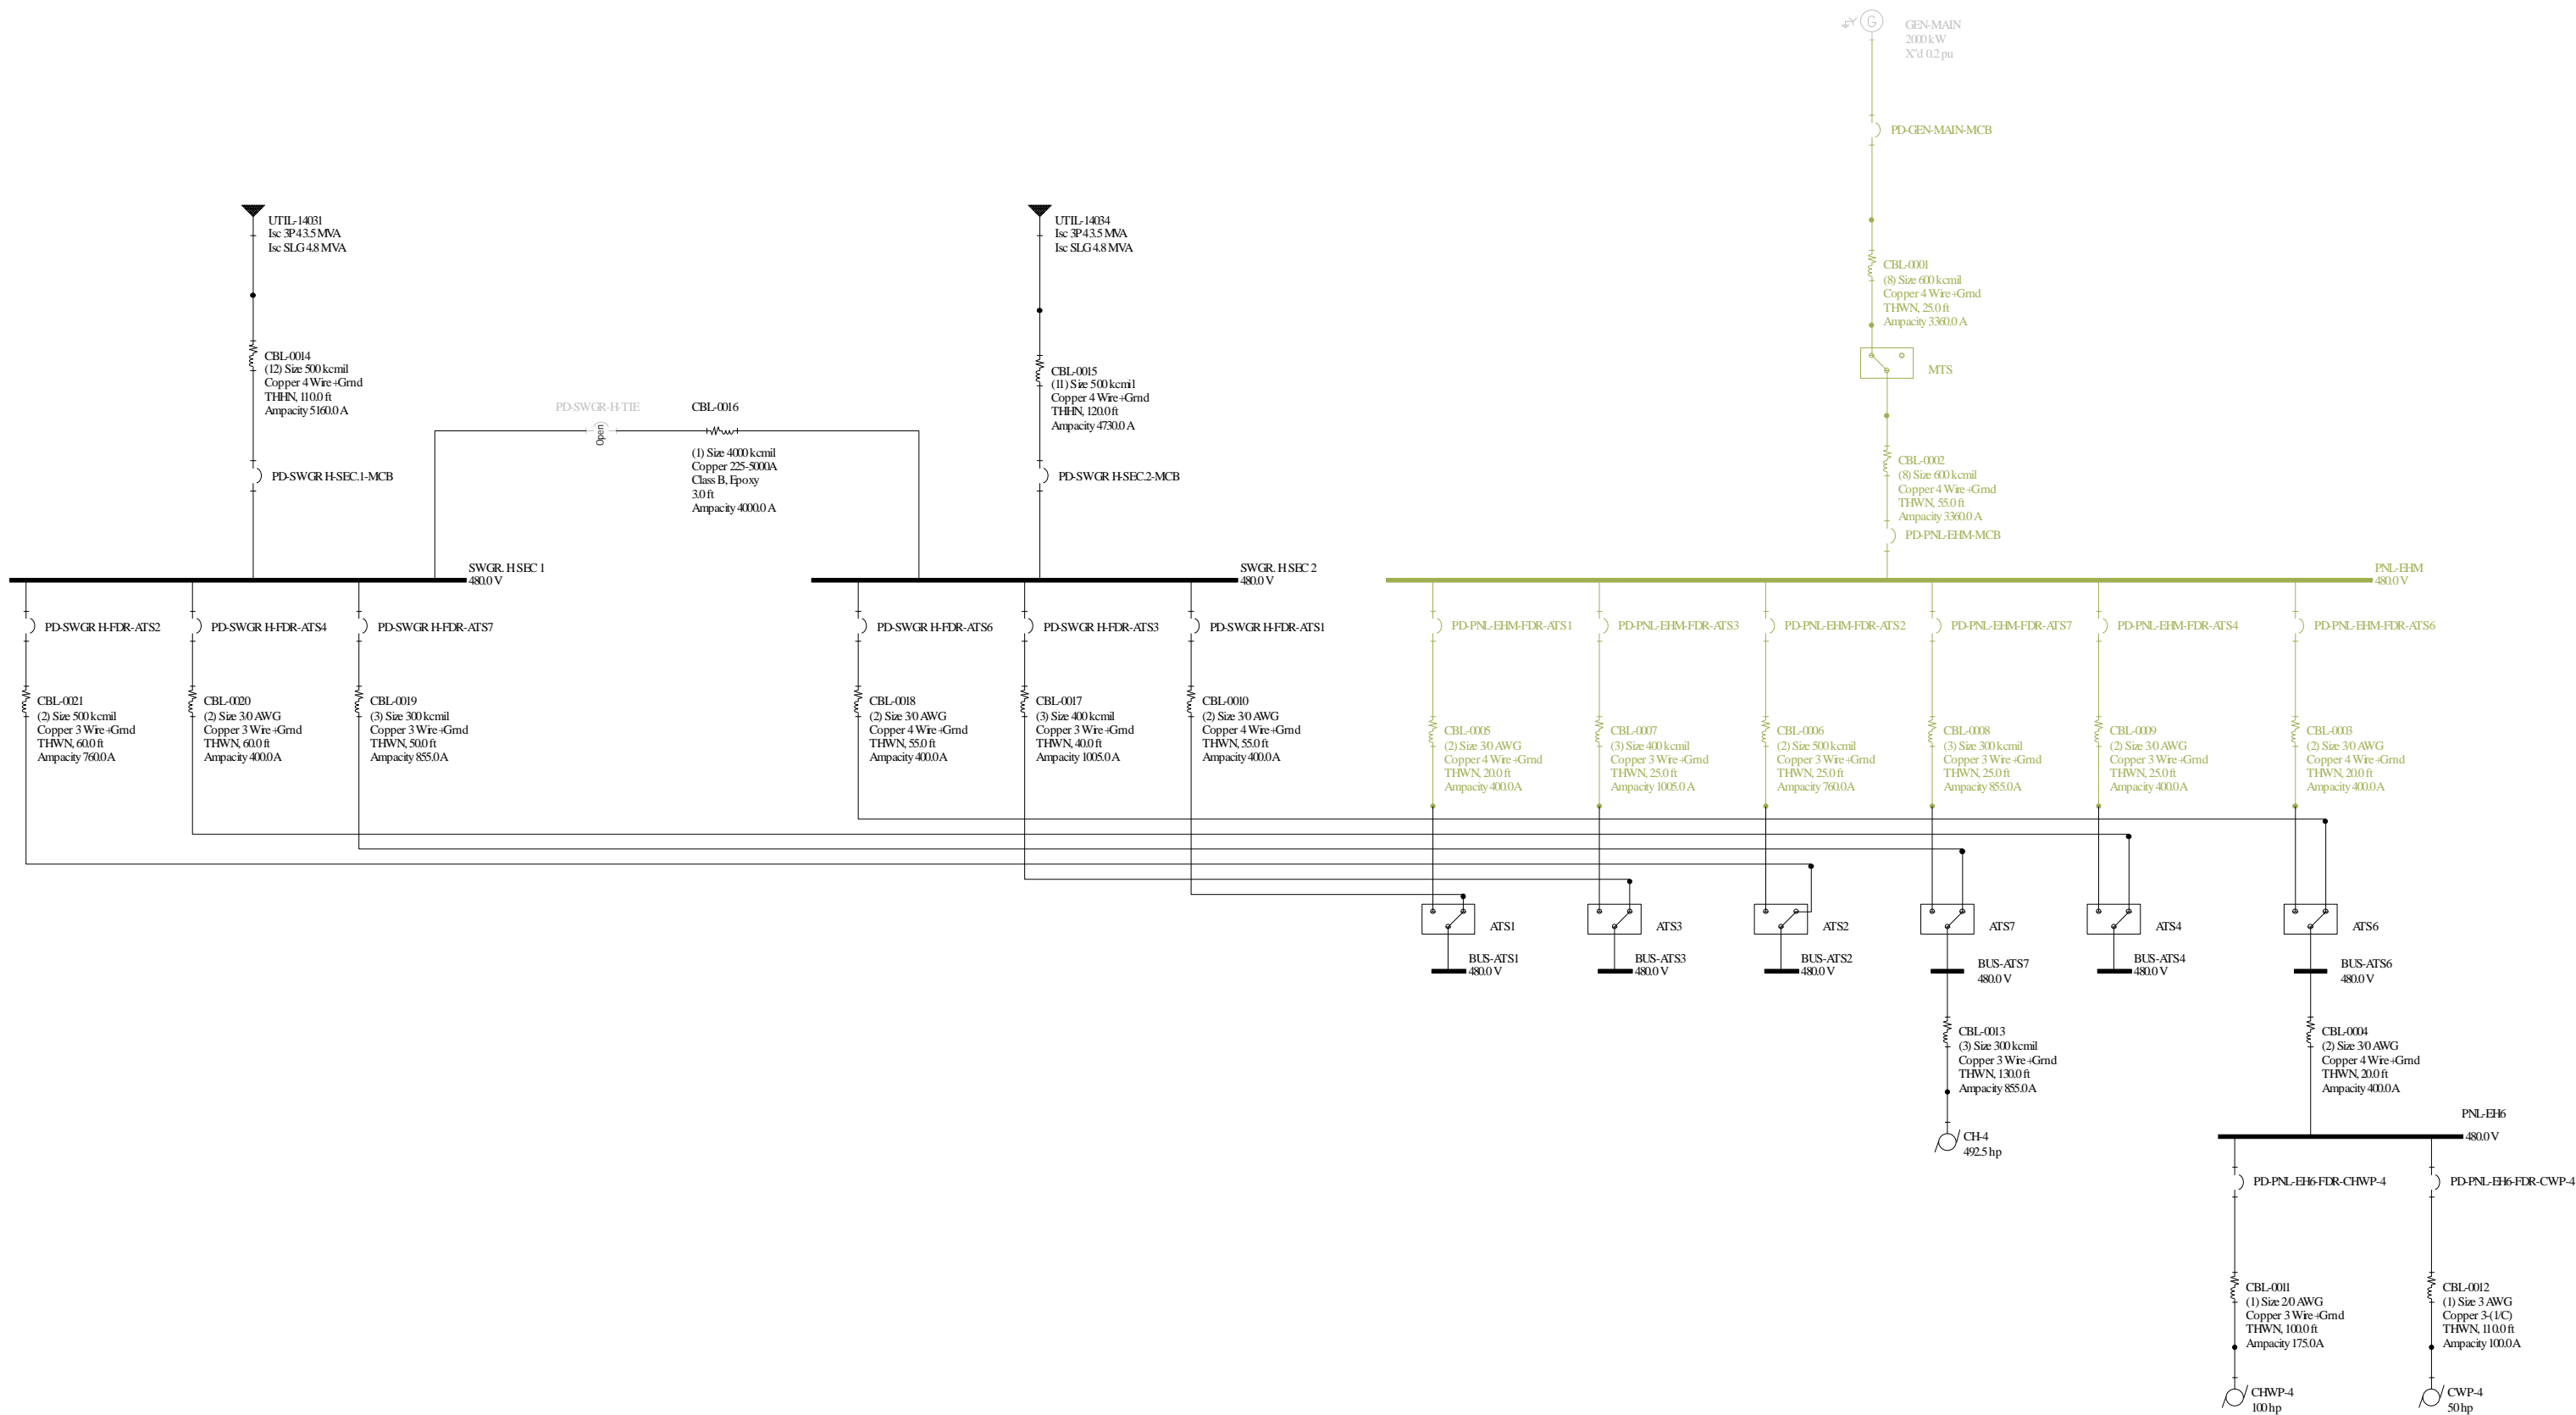 GEN-MAIN
2000 kW
X"d 0.2 pu
G
PD-GEN-MAIN-MCB
UTIL-14031
Isc 3P 43.5 MVA
Isc SLG 4.8 MVA
UTIL-14034
Isc 3P 43.5 MVA
Isc SLG 4.8 MVA
CBL-0001
(8) Size 600 kcmil
Copper 4 Wire+Grnd
THWN, 25.0 ft
Ampacity 3360.0 A
MTS
CBL-0014
(12) Size 500 kcmil
Copper 4 Wire+Grnd
THHN, 110.0 ft
Ampacity 5160.0 A
CBL-0015
(11) Size 500 kcmil
Copper 4 Wire+Grnd
THHN, 120.0 ft
Ampacity 4730.0 A
PD-SWGR-H-TIE
Open
CBL-0016
(1) Size 4000 kcmil
Copper 225-5000A
Class B, Epoxy
3.0 ft
Ampacity 4000.0 A
PD-SWGR H-SEC.1-MCB
PD-SWGR H-SEC.2-MCB
CBL-0002
(8) Size 600 kcmil
Copper 4 Wire+Grnd
THWN, 55.0 ft
Ampacity 3360.0 A
PD-PNL-EHM-MCB
SWGR. H SEC 1
480.0 V
SWGR. H SEC 2
480.0 V
PNL-EHM
480.0 V
PD-SWGR H-FDR-ATS2
PD-SWGR H-FDR-ATS4
PD-SWGR H-FDR-ATS7
PD-SWGR H-FDR-ATS6
PD-SWGR H-FDR-ATS3
PD-SWGR H-FDR-ATS1
PD-PNL-EHM-FDR-ATS1
PD-PNL-EHM-FDR-ATS3
PD-PNL-EHM-FDR-ATS2
PD-PNL-EHM-FDR-ATS7
PD-PNL-EHM-FDR-ATS4
PD-PNL-EHM-FDR-ATS6
CBL-0021
(2) Size 500 kcmil
Copper 3 Wire+Grnd
THWN, 60.0 ft
Ampacity 760.0 A
CBL-0020
(2) Size 3/0 AWG
Copper 3 Wire+Grnd
THWN, 60.0 ft
Ampacity 400.0 A
CBL-0019
(3) Size 300 kcmil
Copper 3 Wire+Grnd
THWN, 50.0 ft
Ampacity 855.0 A
CBL-0018
(2) Size 3/0 AWG
Copper 4 Wire+Grnd
THWN, 55.0 ft
Ampacity 400.0 A
CBL-0017
(3) Size 400 kcmil
Copper 3 Wire+Grnd
THWN, 40.0 ft
Ampacity 1005.0 A
CBL-0010
(2) Size 3/0 AWG
Copper 4 Wire+Grnd
THWN, 55.0 ft
Ampacity 400.0 A
CBL-0005
(2) Size 3/0 AWG
Copper 4 Wire+Grnd
THWN, 20.0 ft
Ampacity 400.0 A
CBL-0007
(3) Size 400 kcmil
Copper 3 Wire+Grnd
THWN, 25.0 ft
Ampacity 1005.0 A
CBL-0006
(2) Size 500 kcmil
Copper 3 Wire+Grnd
THWN, 25.0 ft
Ampacity 760.0 A
CBL-0008
(3) Size 300 kcmil
Copper 3 Wire+Grnd
THWN, 25.0 ft
Ampacity 855.0 A
CBL-0009
(2) Size 3/0 AWG
Copper 3 Wire+Grnd
THWN, 25.0 ft
Ampacity 400.0 A
CBL-0003
(2) Size 3/0 AWG
Copper 4 Wire+Grnd
THWN, 20.0 ft
Ampacity 400.0 A
ATS1
ATS3
ATS2
ATS7
ATS4
ATS6
BUS-ATS1
480.0 V
BUS-ATS3
480.0 V
BUS-ATS2
480.0 V
BUS-ATS7
480.0 V
BUS-ATS4
480.0 V
BUS-ATS6
480.0 V
CBL-0013
(3) Size 300 kcmil
Copper 3 Wire+Grnd
THWN, 130.0 ft
Ampacity 855.0 A
CBL-0004
(2) Size 3/0 AWG
Copper 4 Wire+Grnd
THWN, 20.0 ft
Ampacity 400.0 A
CH-4
492.5 hp
PNL-EH6
480.0 V
PD-PNL-EH6-FDR-CHWP-4
PD-PNL-EH6-FDR-CWP-4
CBL-0011
(1) Size 2/0 AWG
Copper 3 Wire+Grnd
THWN, 100.0 ft
Ampacity 175.0 A
CBL-0012
(1) Size 3 AWG
Copper 3-(1/C)
THWN, 110.0 ft
Ampacity 100.0 A
CHWP-4
100 hp
CWP-4
50 hp